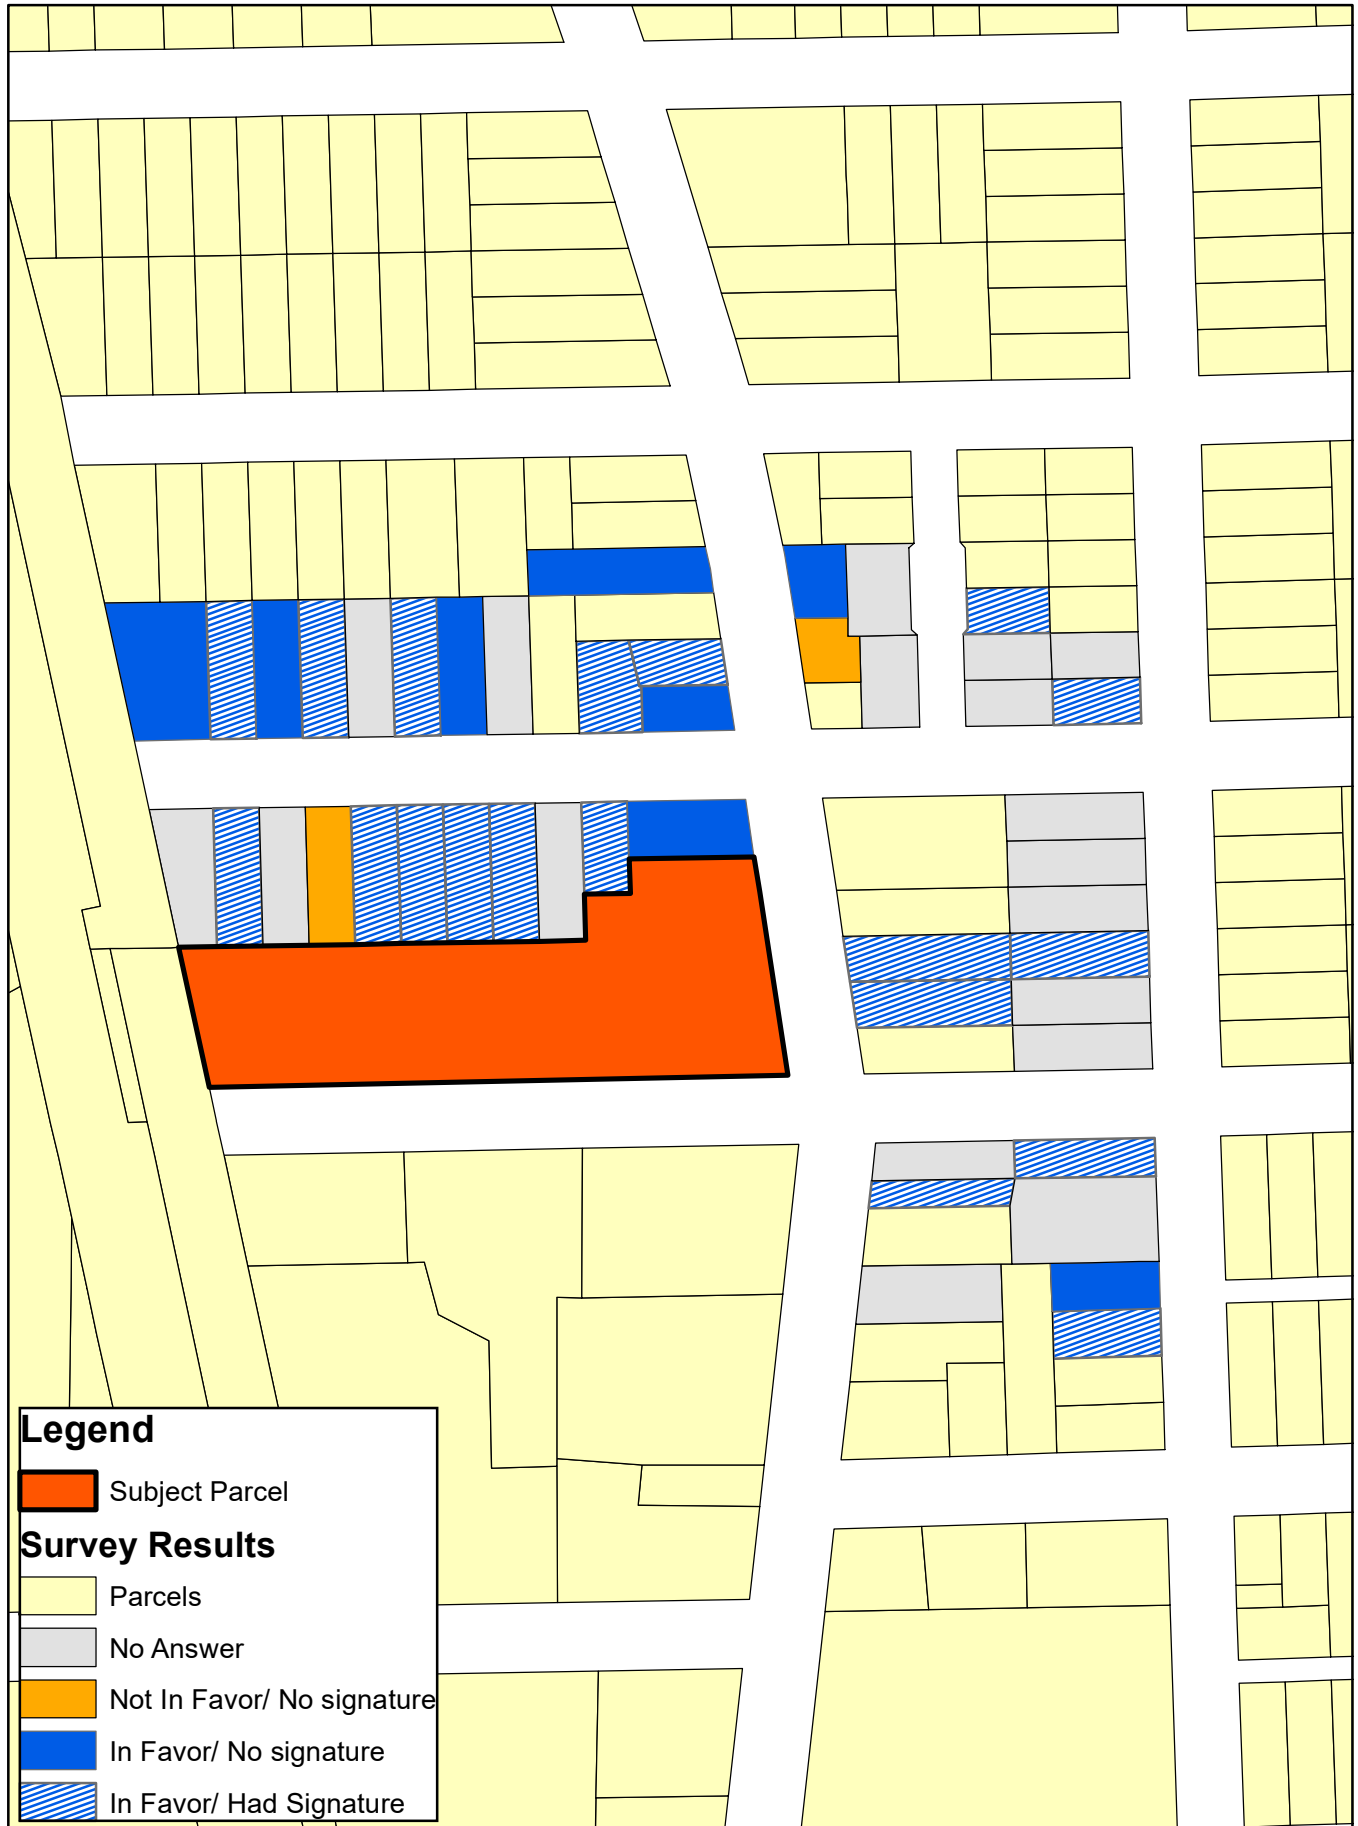 Legend
Subject Parcel
Survey Results
Parcels
No Answer
Not In Favor/ No signature
In Favor/ No signature
In Favor/ Had Signature